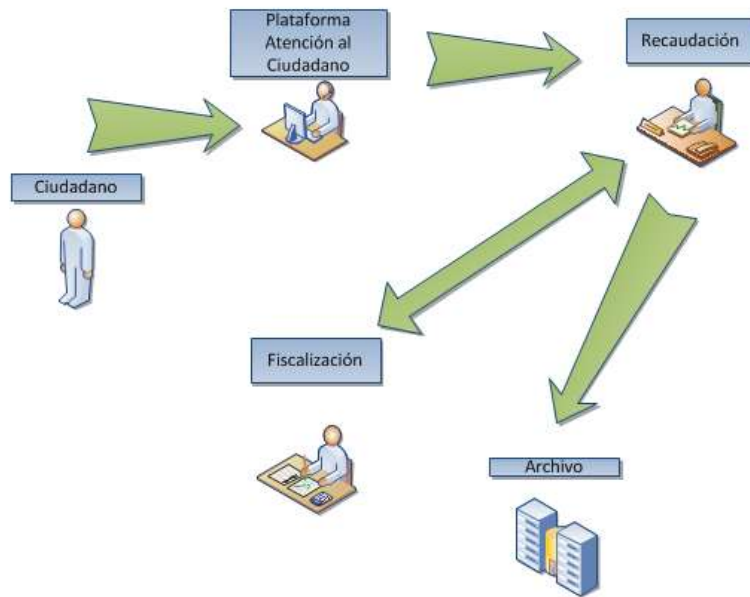 Plataforma
Atención al
Ciudadano
Recaudación
Ciudadano
Fiscalización
Archivo